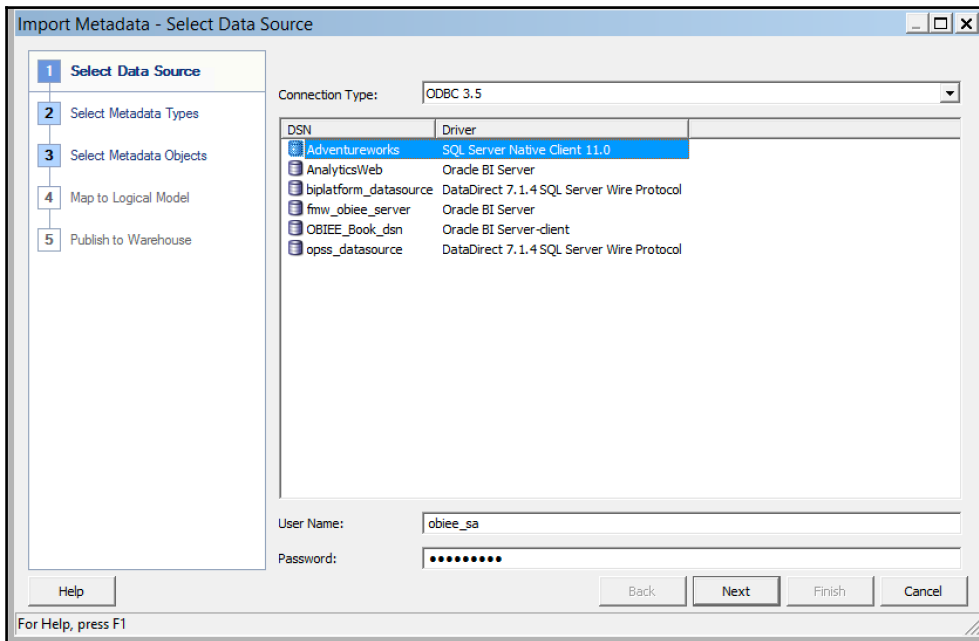 Import Metadata - Select Data Source
1 Select Data Source
2 Select Metadata Types
3 Select Metadata Objects
4 Map to Logical Model
5 Publish to Warehouse
Connection Type: ODBC 3.5
DSN Driver
Adventureworks SQL Server Native Client 11.0
AnalyticsWeb Oracle BI Server
biplatform_datasource DataDirect 7.1.4 SQL Server Wire Protocol
fmw_obiee_server Oracle BI Server
OBIEE_Book_dsn Oracle BI Server-client
opss_datasource DataDirect 7.1.4 SQL Server Wire Protocol
User Name: obiee_sa
Password: •••••••••
Help Back Next Finish Cancel
For Help, press F1